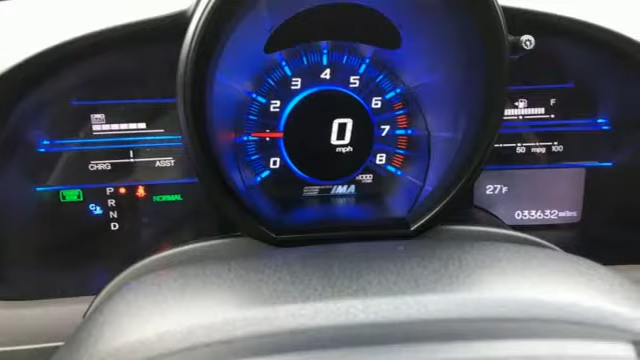 CHRG ASST
P
R
N
D
NORMAL
0
2
3
4
5
6
7
8
0
mph
IMA
F
50 mpg 100
27°F
033632 miles